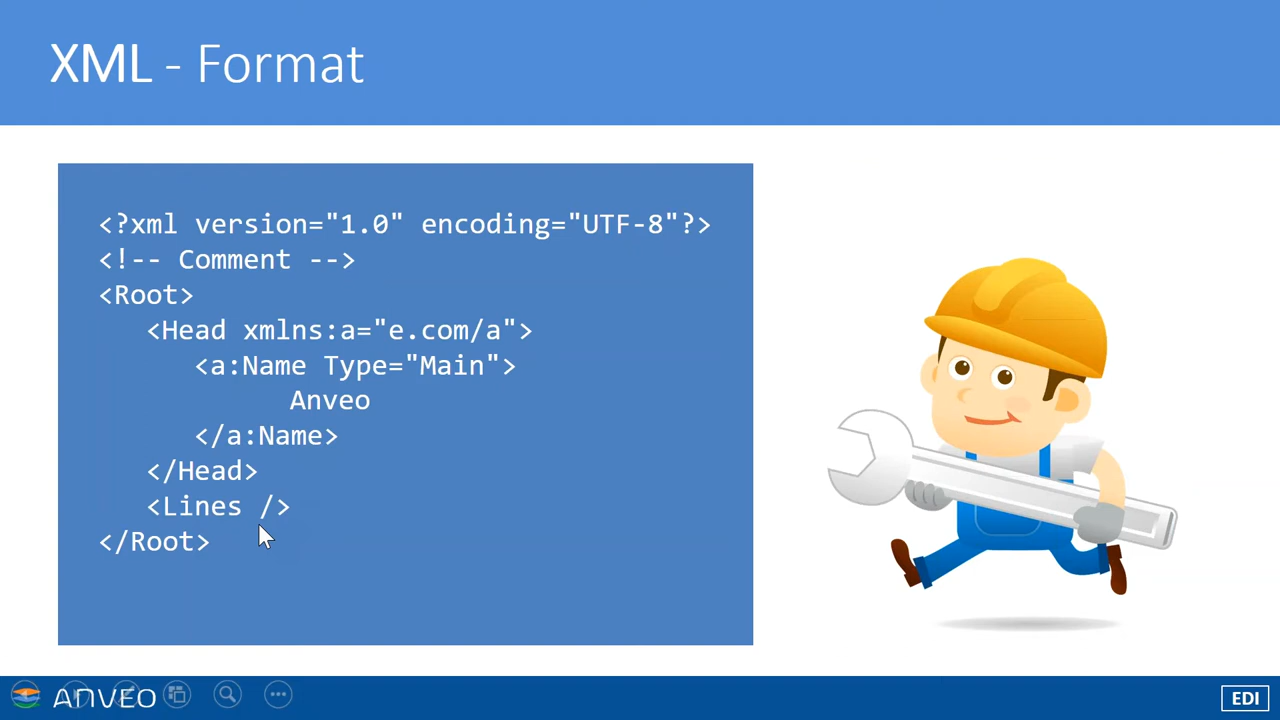 XML - Format
<?xml version="1.0" encoding="UTF-8"?>
<!-- Comment -->
<Root>
   <Head xmlns:a="e.com/a">
      <a:Name Type="Main">
            Anveo
      </a:Name>
   </Head>
   <Lines />
</Root>
ANVEO
EDI